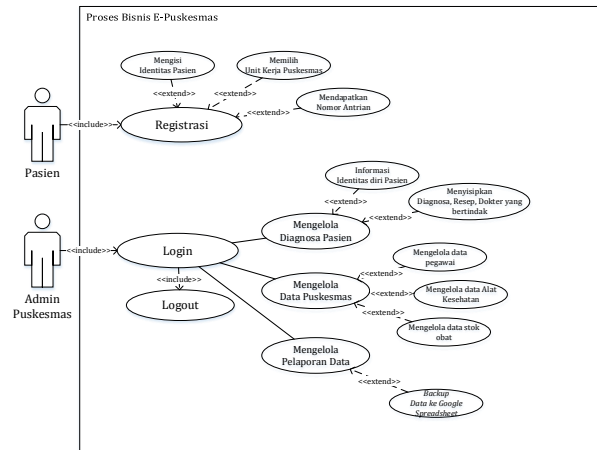 Proses Bisnis E-Puskesmas
Mengisi
Identitas Pasien
Memilih
Unit Kerja Puskesmas
<<extend>>
<<extend>>
Mendapatkan
Nomor Antrian
<<extend>>
<<include>>
Registrasi
Pasien
Informasi
Identitas diri Pasien
Menyisipkan
Diagnosa, Resep, Dokter yang
bertindak
<<extend>>
<<extend>>
Mengelola
Diagnosa Pasien
<<include>>
Login
Admin
Puskesmas
<<include>>
Logout
Mengelola data
pegawai
<<extend>>
Mengelola
Data Puskesmas
<<extend>>
Mengelola data Alat
Kesehatan
<<extend>>
Mengelola data stok
obat
Mengelola
Pelaporan Data
<<extend>>
Backup
Data ke Google
Spreadsheet